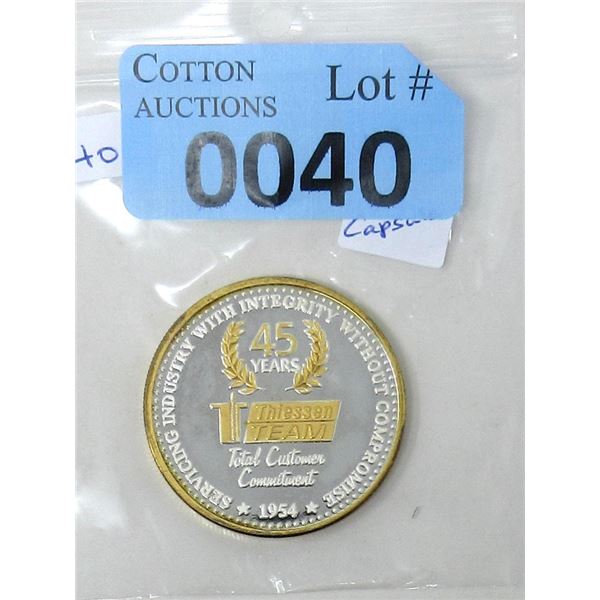 COTTON
AUCTIONS
Lot #
0040
SERVICING INDUSTRY WITH INTEGRITY WITHOUT COMPROMISE
45
YEARS
Thiessen
TEAM
Total Customer
Commitment
★ 1954 ★